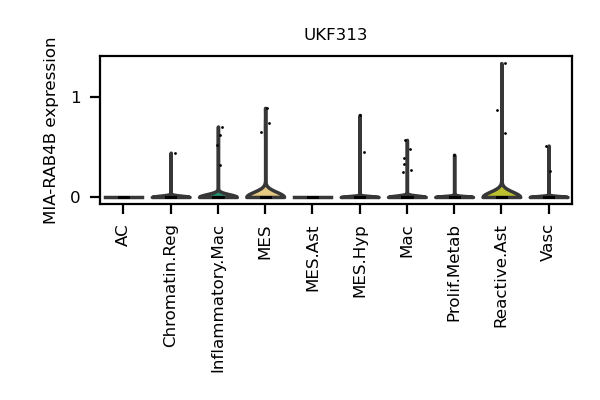 UKF313
MIA-RAB4B expression
1
0
AC
Chromatin.Reg
Inflammatory.Mac
MES
MES.Ast
MES.Hyp
Mac
Prolif.Metab
Reactive.Ast
Vasc